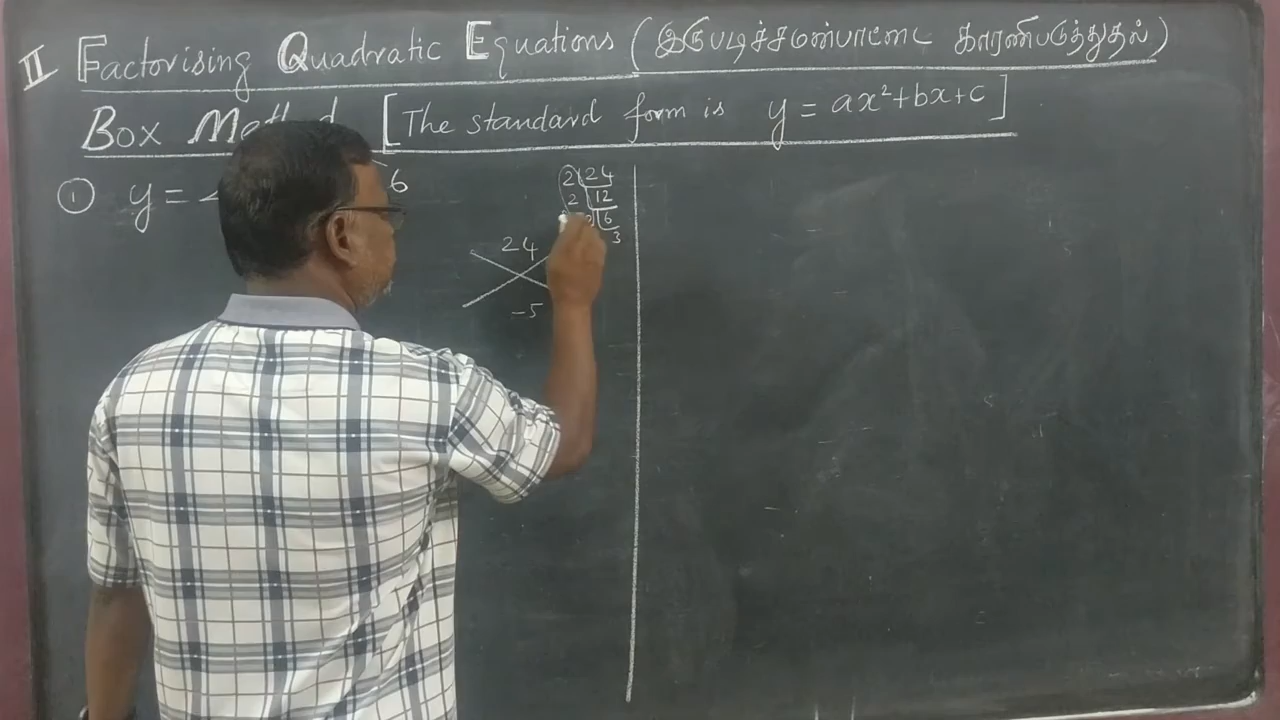 II Factorising Quadratic Equations (இருபடிச்சமன்பாட்டை காரணிபடுத்துதல்)
Box [The standard form is y = ax²+bx+c]
① y = 6
2 24
2 12
6
3
24
-5